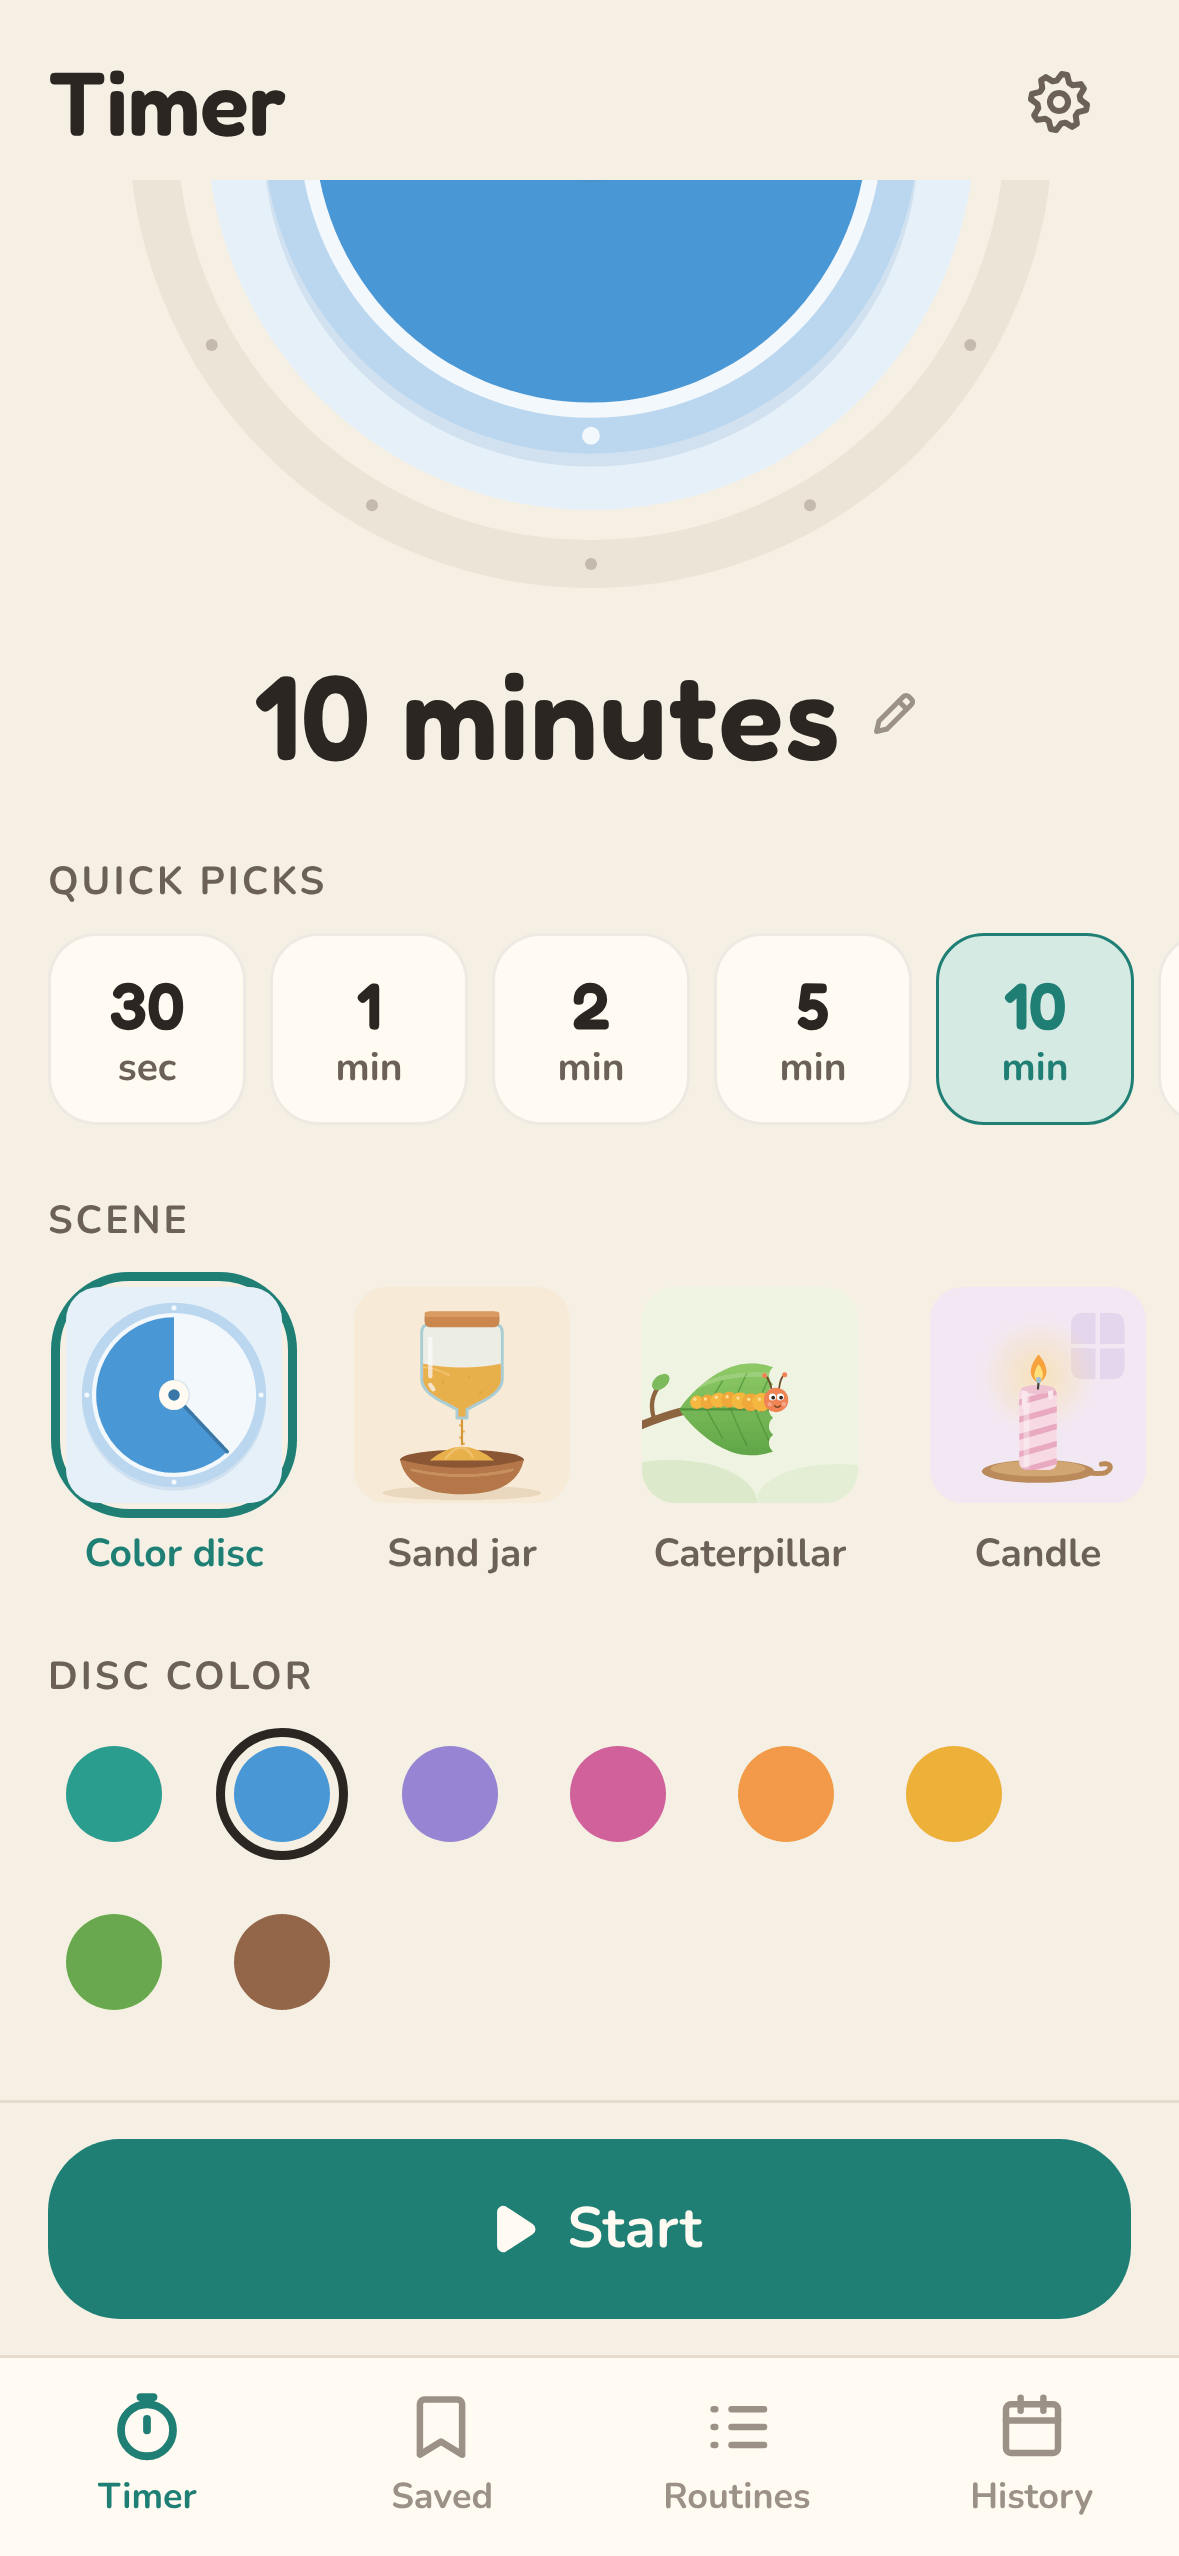 Timer
10 minutes
QUICK PICKS
30 sec
1 min
2 min
5 min
10 min
SCENE
Color disc
Sand jar
Caterpillar
Candle
DISC COLOR
Start
Timer
Saved
Routines
History